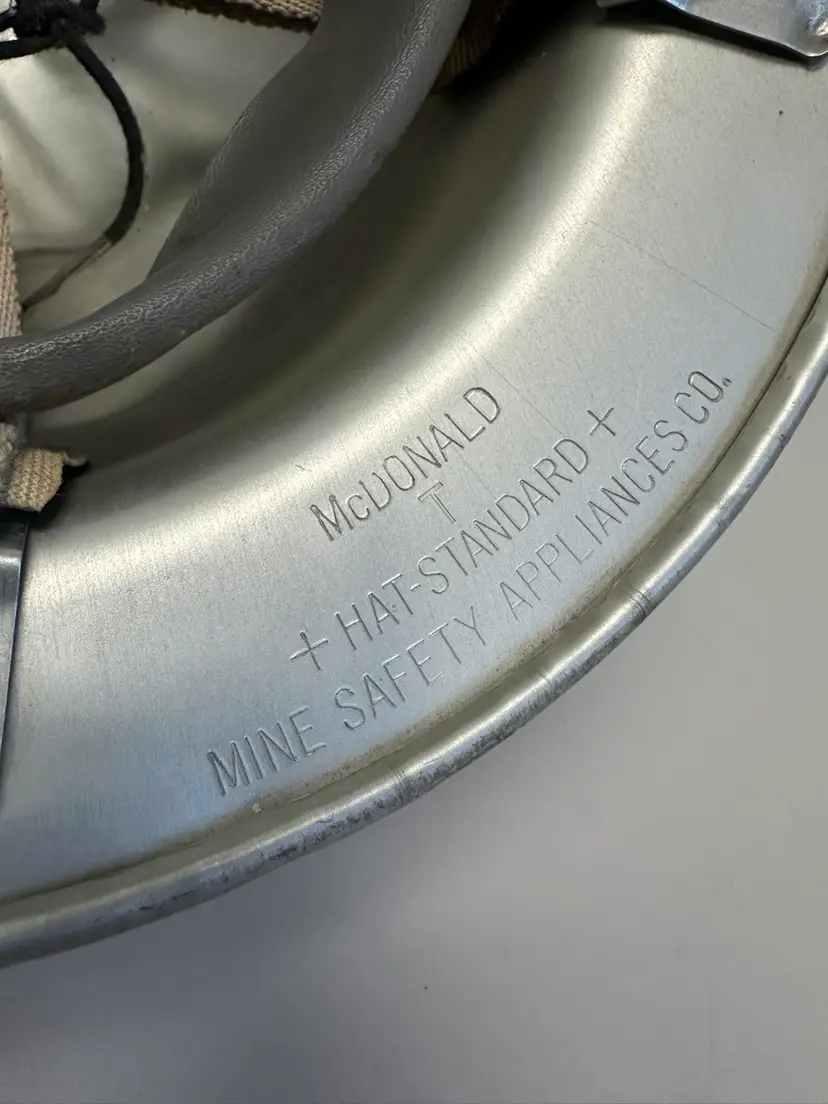 McDONALD
T
+ HAT-STANDARD +
MINE SAFETY APPLIANCES CO.